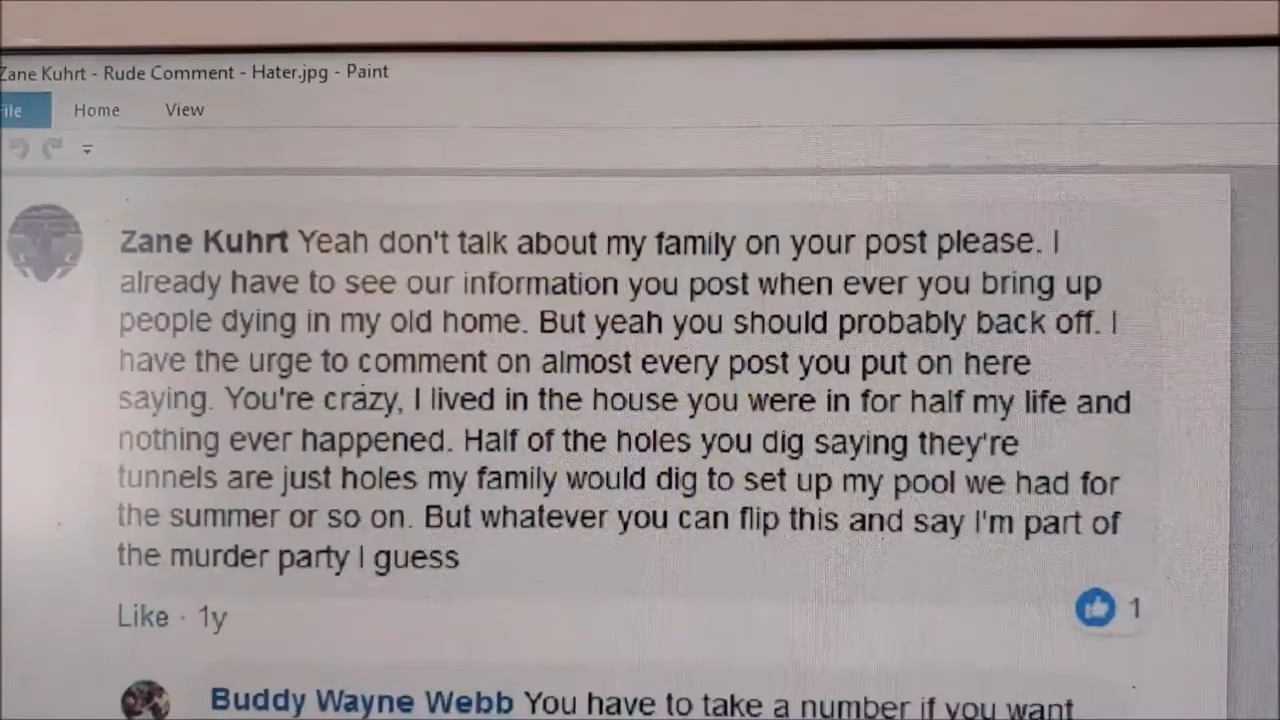 Zane Kuhrt - Rude Comment - Hater.jpg - Paint
File Home View
Zane Kuhrt Yeah don't talk about my family on your post please. I
already have to see our information you post when ever you bring up
people dying in my old home. But yeah you should probably back off. I
have the urge to comment on almost every post you put on here
saying. You're crazy, I lived in the house you were in for half my life and
nothing ever happened. Half of the holes you dig saying they're
tunnels are just holes my family would dig to set up my pool we had for
the summer or so on. But whatever you can flip this and say I'm part of
the murder party I guess
Like · 1y 1
Buddy Wayne Webb You have to take a number if you want